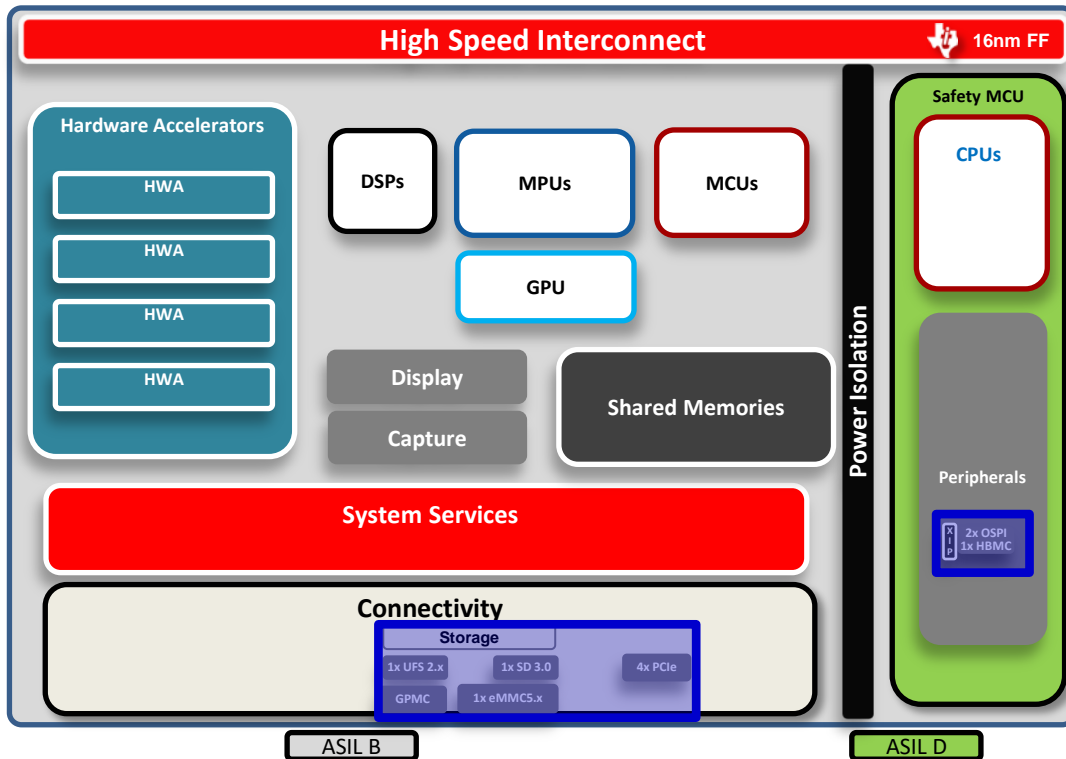 High Speed Interconnect
16nm FF
Hardware Accelerators
HWA
HWA
HWA
HWA
DSPs
MPUs
MCUs
GPU
Display
Capture
Shared Memories
System Services
Connectivity
Storage
1x UFS 2.x
1x SD 3.0
4x PCIe
GPMC
1x eMMC5.x
Power Isolation
Safety MCU
CPUs
Peripherals
XIP
2x OSPI
1x HBMC
ASIL B
ASIL D